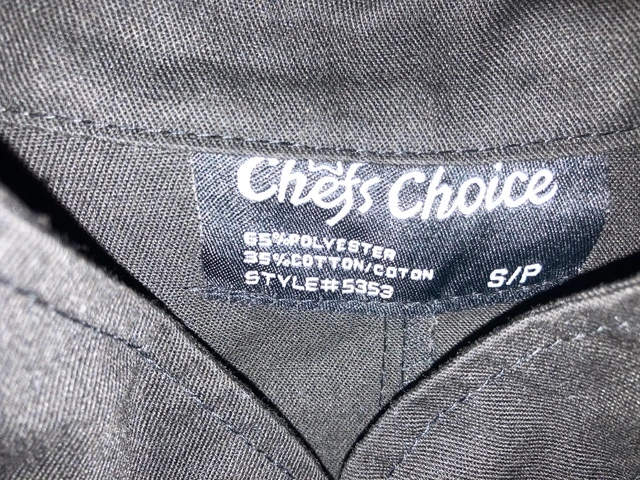 Chefs Choice
65% POLYESTER
35% COTTON/COTON
STYLE#5353
S/P